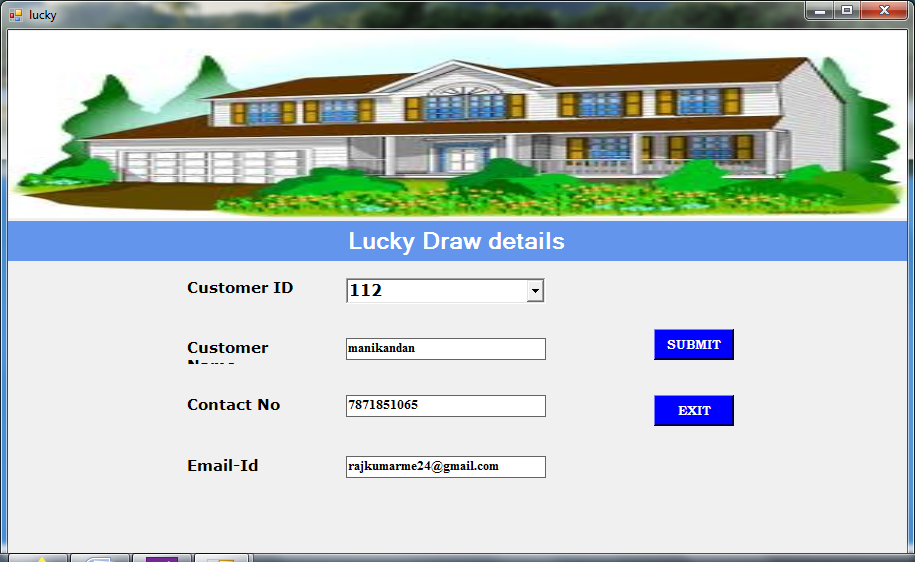 lucky
Lucky Draw details
Customer ID
112
Customer
Name
manikandan
SUBMIT
Contact No
7871851065
EXIT
Email-Id
rajkumarme24@gmail.com